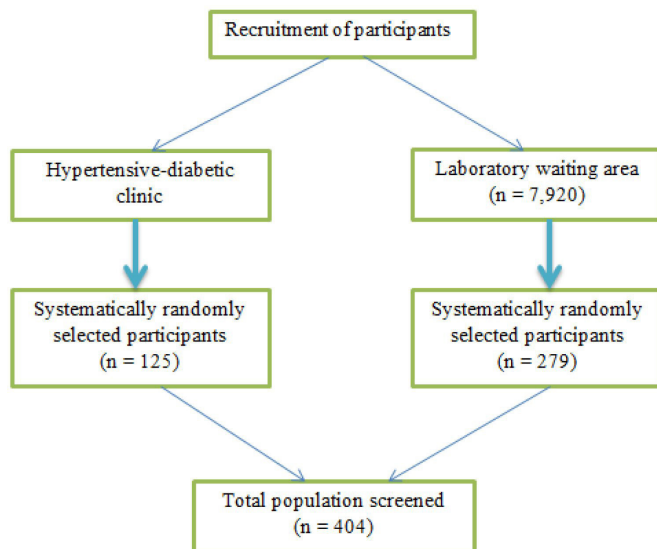 Recruitment of participants
Hypertensive-diabetic
clinic
Laboratory waiting area
(n = 7,920)
Systematically randomly
selected participants
(n = 125)
Systematically randomly
selected participants
(n = 279)
Total population screened
(n = 404)